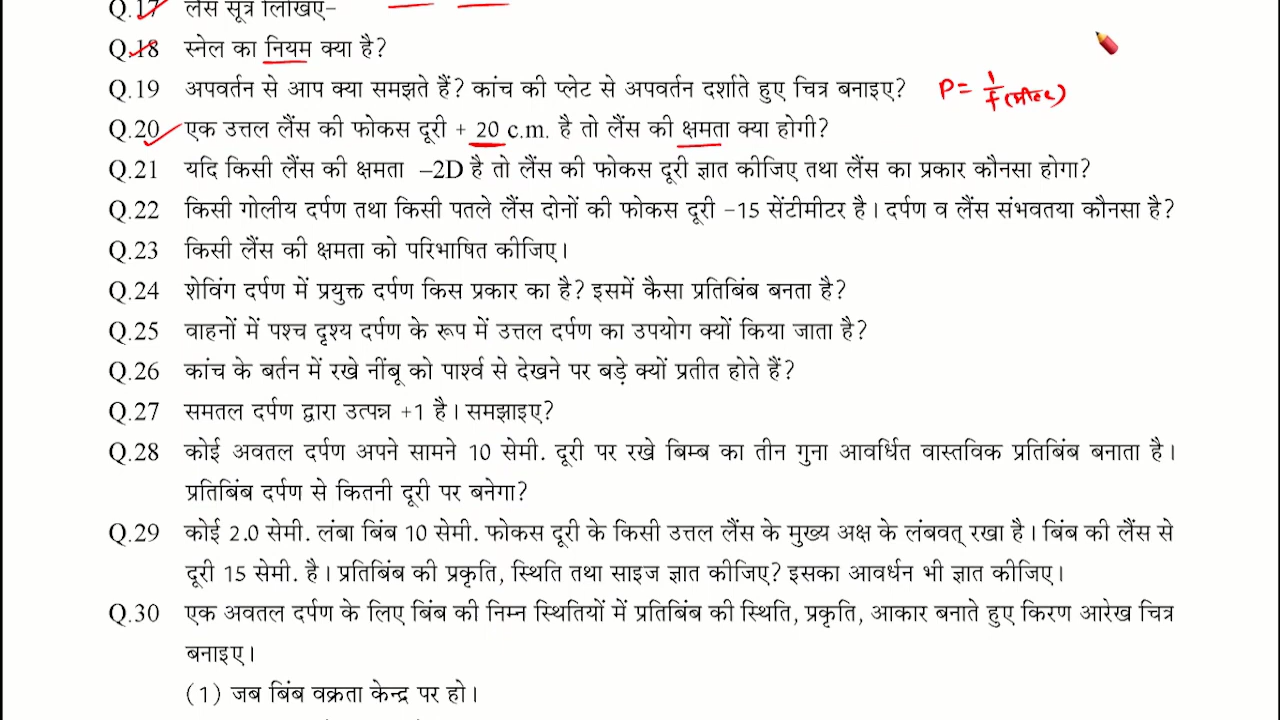 Q.17 लेंस सूत्र लिखिए–
Q.18 स्नेल का नियम क्या है?
Q.19 अपवर्तन से आप क्या समझते हैं? कांच की प्लेट से अपवर्तन दर्शाते हुए चित्र बनाइए? P = 1/f(मीटर)
Q.20 एक उत्तल लैंस की फोकस दूरी + 20 c.m. है तो लैंस की क्षमता क्या होगी?
Q.21 यदि किसी लैंस की क्षमता –2D है तो लैंस की फोकस दूरी ज्ञात कीजिए तथा लैंस का प्रकार कौनसा होगा?
Q.22 किसी गोलीय दर्पण तथा किसी पतले लैंस दोनों की फोकस दूरी –15 सेंटीमीटर है। दर्पण व लैंस संभवतया कौनसा है?
Q.23 किसी लैंस की क्षमता को परिभाषित कीजिए।
Q.24 शेविंग दर्पण में प्रयुक्त दर्पण किस प्रकार का है? इसमें कैसा प्रतिबिंब बनता है?
Q.25 वाहनों में पश्च दृश्य दर्पण के रूप में उत्तल दर्पण का उपयोग क्यों किया जाता है?
Q.26 कांच के बर्तन में रखे नींबू को पार्श्व से देखने पर बड़े क्यों प्रतीत होते हैं?
Q.27 समतल दर्पण द्वारा उत्पन्न +1 है। समझाइए?
Q.28 कोई अवतल दर्पण अपने सामने 10 सेमी. दूरी पर रखे बिम्ब का तीन गुना आवर्धित वास्तविक प्रतिबिंब बनाता है।
प्रतिबिंब दर्पण से कितनी दूरी पर बनेगा?
Q.29 कोई 2.0 सेमी. लंबा बिंब 10 सेमी. फोकस दूरी के किसी उत्तल लैंस के मुख्य अक्ष के लंबवत् रखा है। बिंब की लैंस से
दूरी 15 सेमी. है। प्रतिबिंब की प्रकृति, स्थिति तथा साइज ज्ञात कीजिए? इसका आवर्धन भी ज्ञात कीजिए।
Q.30 एक अवतल दर्पण के लिए बिंब की निम्न स्थितियों में प्रतिबिंब की स्थिति, प्रकृति, आकार बनाते हुए किरण आरेख चित्र
बनाइए।
(1) जब बिंब वक्रता केन्द्र पर हो।